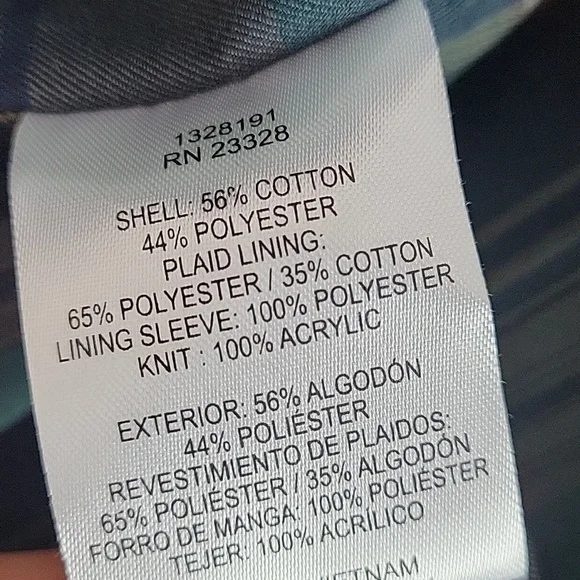 1328191
RN 23328
SHELL: 56% COTTON
44% POLYESTER
PLAID LINING:
65% POLYESTER / 35% COTTON
LINING SLEEVE: 100% POLYESTER
KNIT : 100% ACRYLIC
EXTERIOR: 56% ALGODÓN
44% POLIÉSTER
REVESTIMIENTO DE PLAIDOS:
65% POLIÉSTER / 35% ALGODÓN
FORRO DE MANGA: 100% POLIÉSTER
TEJER: 100% ACRILICO